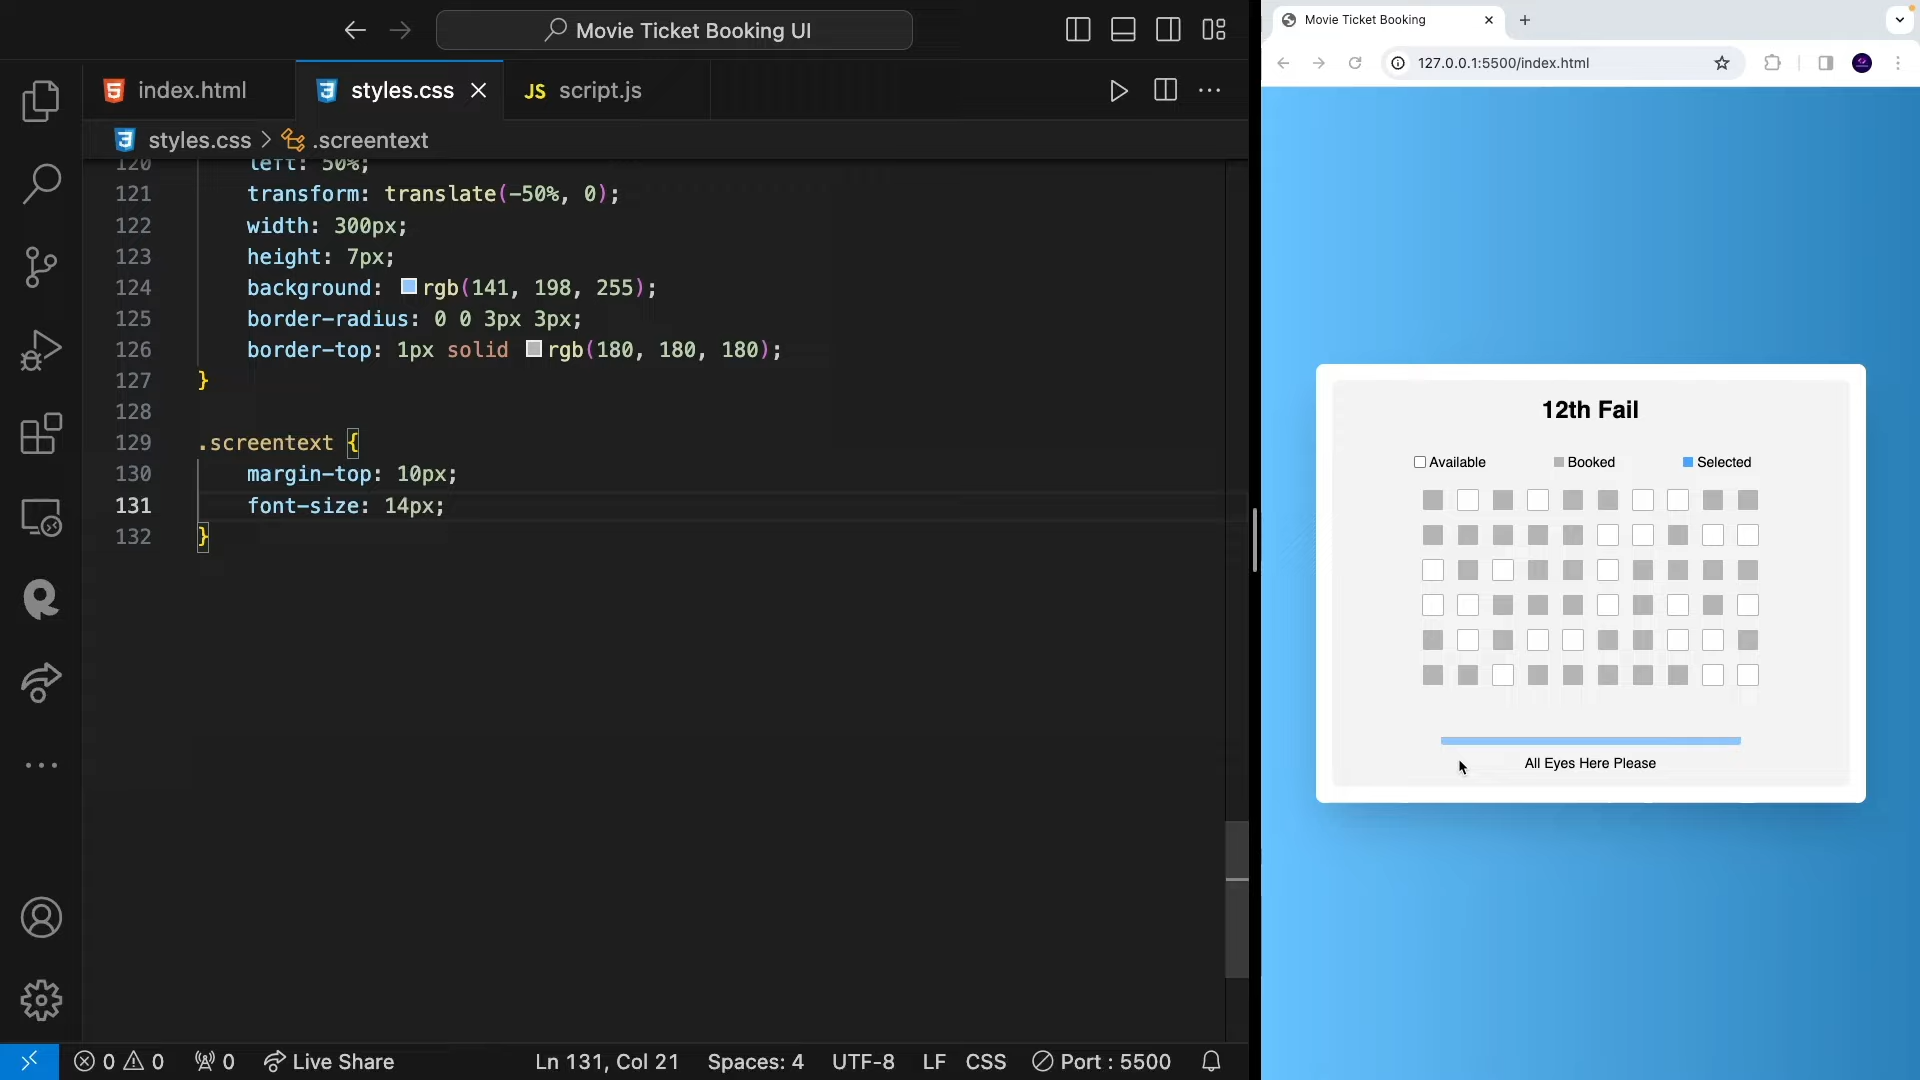 Movie Ticket Booking UI
index.html
styles.css
JS script.js
styles.css > .screentext
120 left: 50%;
121 transform: translate(-50%, 0);
122 width: 300px;
123 height: 7px;
124 background: rgb(141, 198, 255);
125 border-radius: 0 0 3px 3px;
126 border-top: 1px solid rgb(180, 180, 180);
127 }
128
129 .screentext {
130 margin-top: 10px;
131 font-size: 14px;
132 }
0 0 0 Live Share Ln 131, Col 21 Spaces: 4 UTF-8 LF CSS Port : 5500
Movie Ticket Booking
127.0.0.1:5500/index.html
12th Fail
Available Booked Selected
All Eyes Here Please